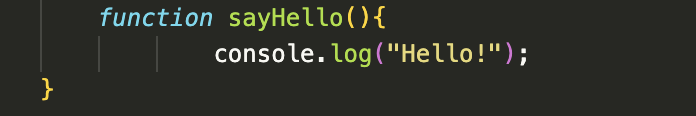 function sayHello(){
console.log("Hello!");
}